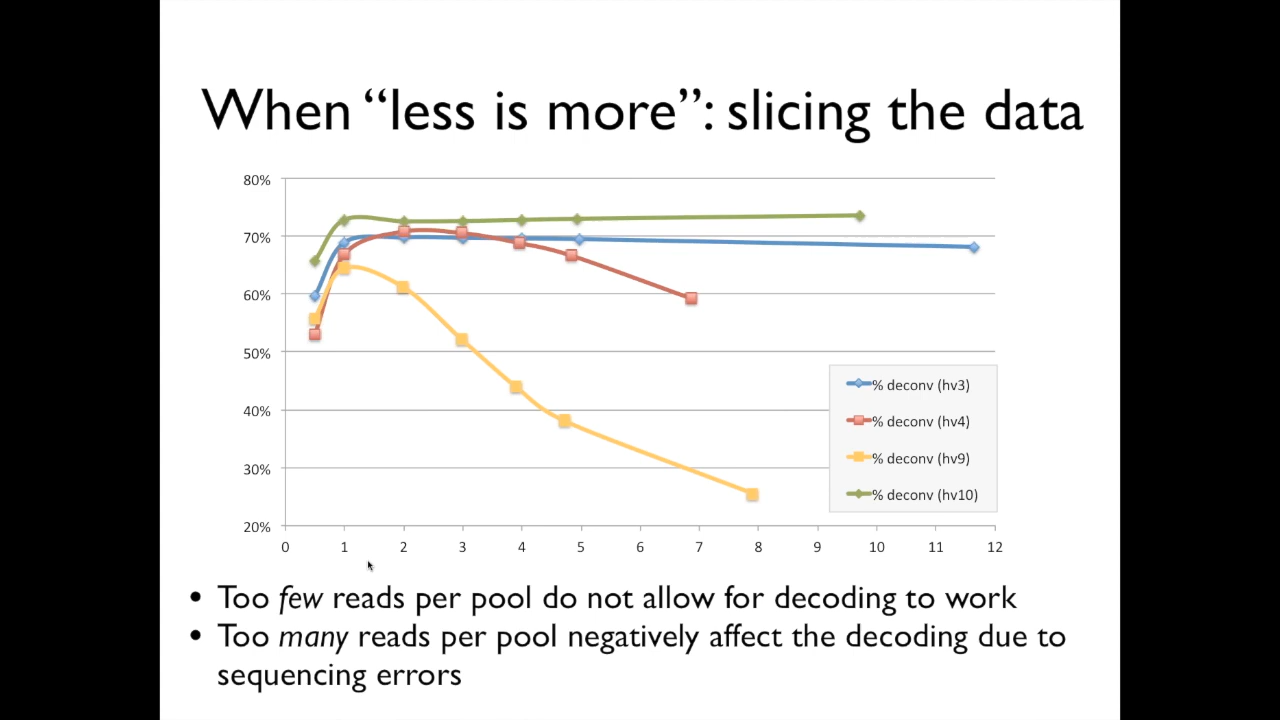 When “less is more”: slicing the data
80%
70%
60%
50%
40%
30%
20%
0 1 2 3 4 5 6 7 8 9 10 11 12
% deconv (hv3)
% deconv (hv4)
% deconv (hv9)
% deconv (hv10)
• Too few reads per pool do not allow for decoding to work
• Too many reads per pool negatively affect the decoding due to
sequencing errors